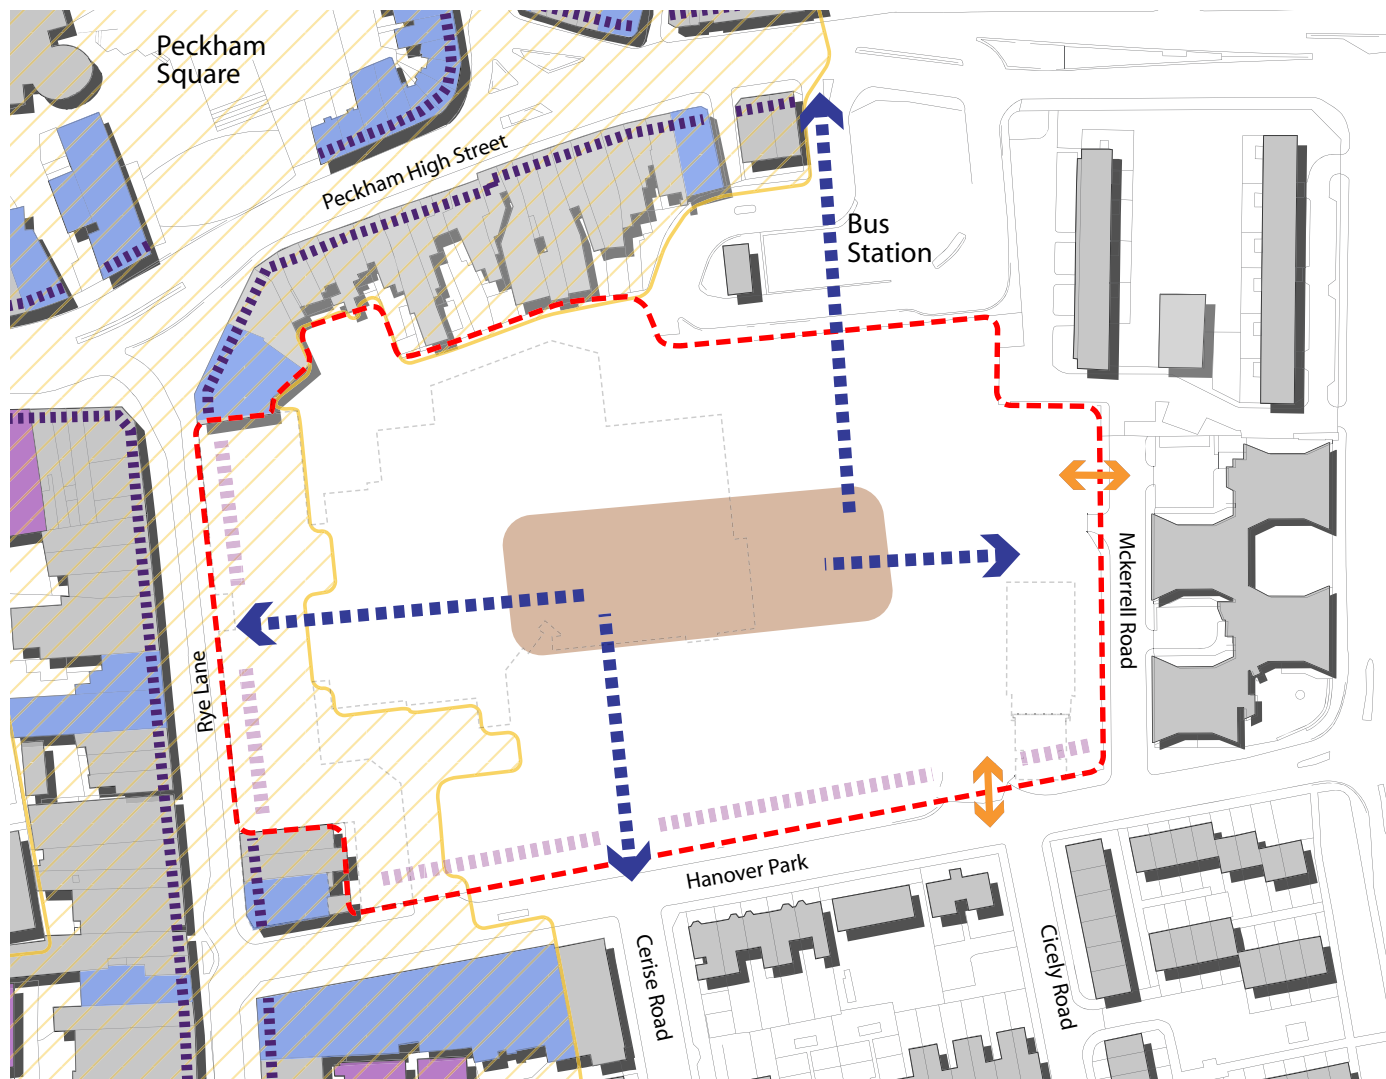 Peckham
Square
Peckham High Street
Bus
Station
Rye Lane
Mckerrell Road
Hanover Park
Cerise Road
Cicely Road